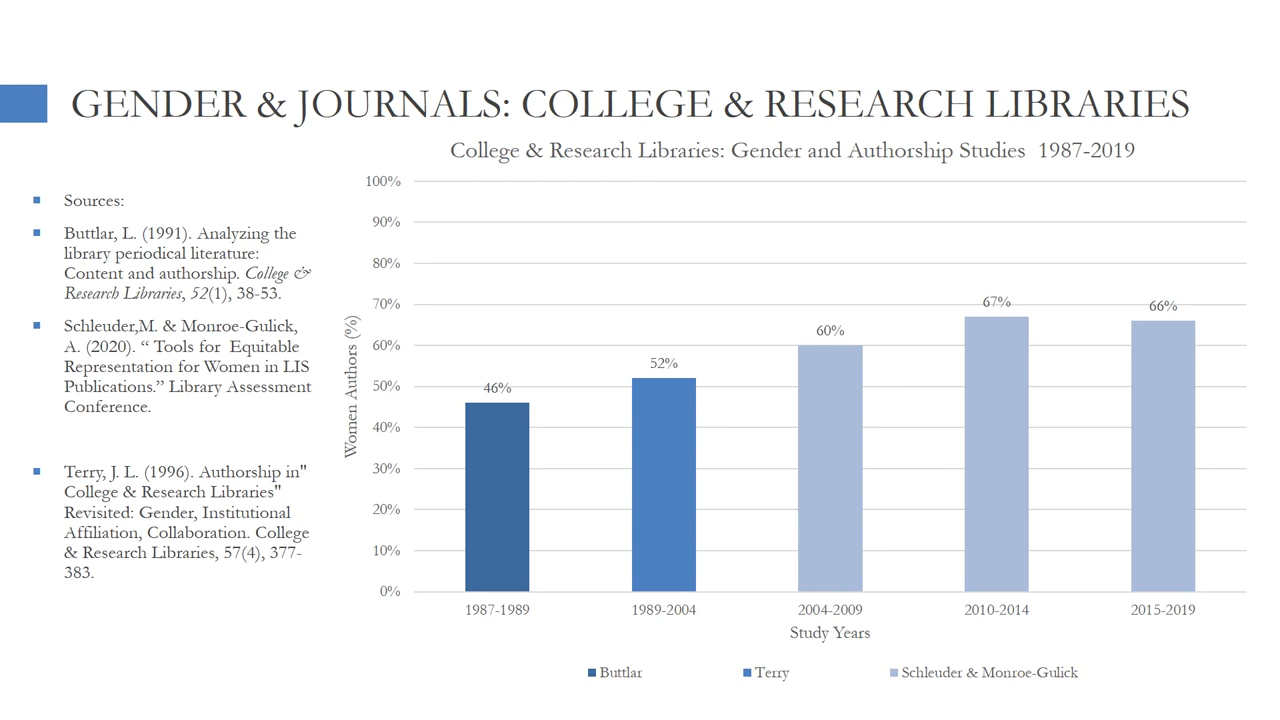 GENDER & JOURNALS: COLLEGE & RESEARCH LIBRARIES
Sources:
Buttlar, L. (1991). Analyzing the
library periodical literature:
Content and authorship. College &
Research Libraries, 52(1), 38-53.
Schleuder,M. & Monroe-Gulick,
A. (2020). “ Tools for  Equitable
Representation for Women in LIS
Publications.” Library Assessment
Conference.
Terry, J. L. (1996). Authorship in"
College & Research Libraries"
Revisited: Gender, Institutional
Affiliation, Collaboration. College
& Research Libraries, 57(4), 377-
383.
College & Research Libraries: Gender and Authorship Studies  1987-2019
Women Authors (%)
100%
90%
80%
70%
60%
50%
40%
30%
20%
10%
0%
46%
52%
60%
67%
66%
1987-1989
1989-2004
2004-2009
2010-2014
2015-2019
Study Years
Buttlar
Terry
Schleuder & Monroe-Gulick